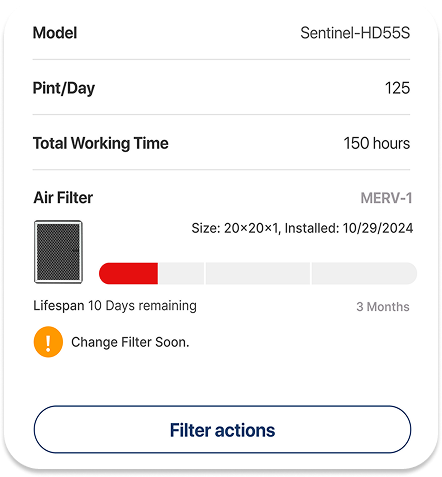 Model Sentinel-HD55S
Pint/Day 125
Total Working Time 150 hours
Air Filter MERV-1
Size: 20×20×1, Installed: 10/29/2024
Lifespan 10 Days remaining 3 Months
! Change Filter Soon.
Filter actions